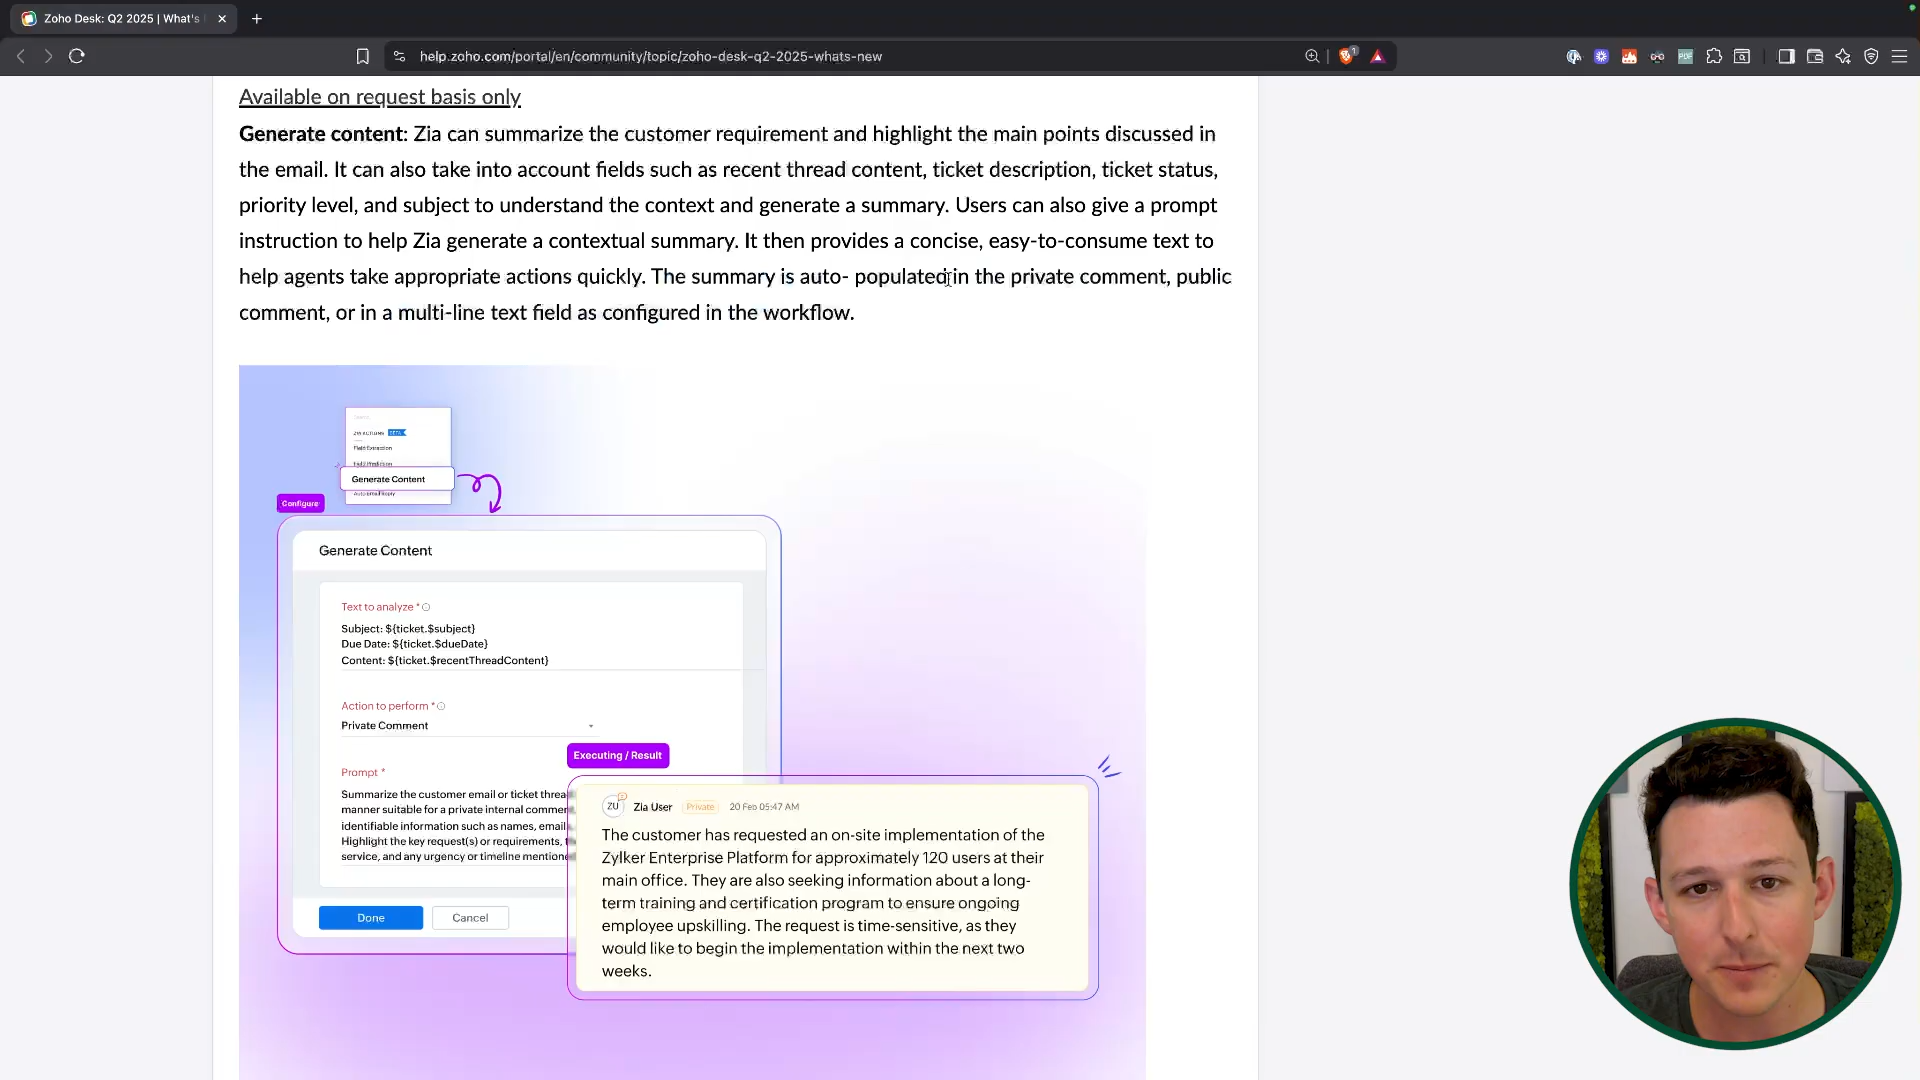 Zoho Desk: Q2 2025 | What's
help.zoho.com/portal/en/community/topic/zoho-desk-q2-2025-whats-new
1
PDF
Available on request basis only
Generate content: Zia can summarize the customer requirement and highlight the main points discussed in
the email. It can also take into account fields such as recent thread content, ticket description, ticket status,
priority level, and subject to understand the context and generate a summary. Users can also give a prompt
instruction to help Zia generate a contextual summary. It then provides a concise, easy-to-consume text to
help agents take appropriate actions quickly. The summary is auto- populated in the private comment, public
comment, or in a multi-line text field as configured in the workflow.
ZIA ACTIONS BETA
Field Extraction
Field Prediction
Generate Content
Auto Email Reply
Configure
Generate Content
Text to analyze *
Subject: ${ticket.$subject}
Due Date: ${ticket.$dueDate}
Content: ${ticket.$recentThreadContent}
Action to perform *
Private Comment
Executing / Result
Prompt *
Summarize the customer email or ticket threa
manner suitable for a private internal commen
identifiable information such as names, email
Highlight the key request(s) or requirements, t
service, and any urgency or timeline mentione
Done
Cancel
ZU
Zia User Private 20 Feb 05:47 AM
The customer has requested an on-site implementation of the
Zylker Enterprise Platform for approximately 120 users at their
main office. They are also seeking information about a long-
term training and certification program to ensure ongoing
employee upskilling. The request is time-sensitive, as they
would like to begin the implementation within the next two
weeks.